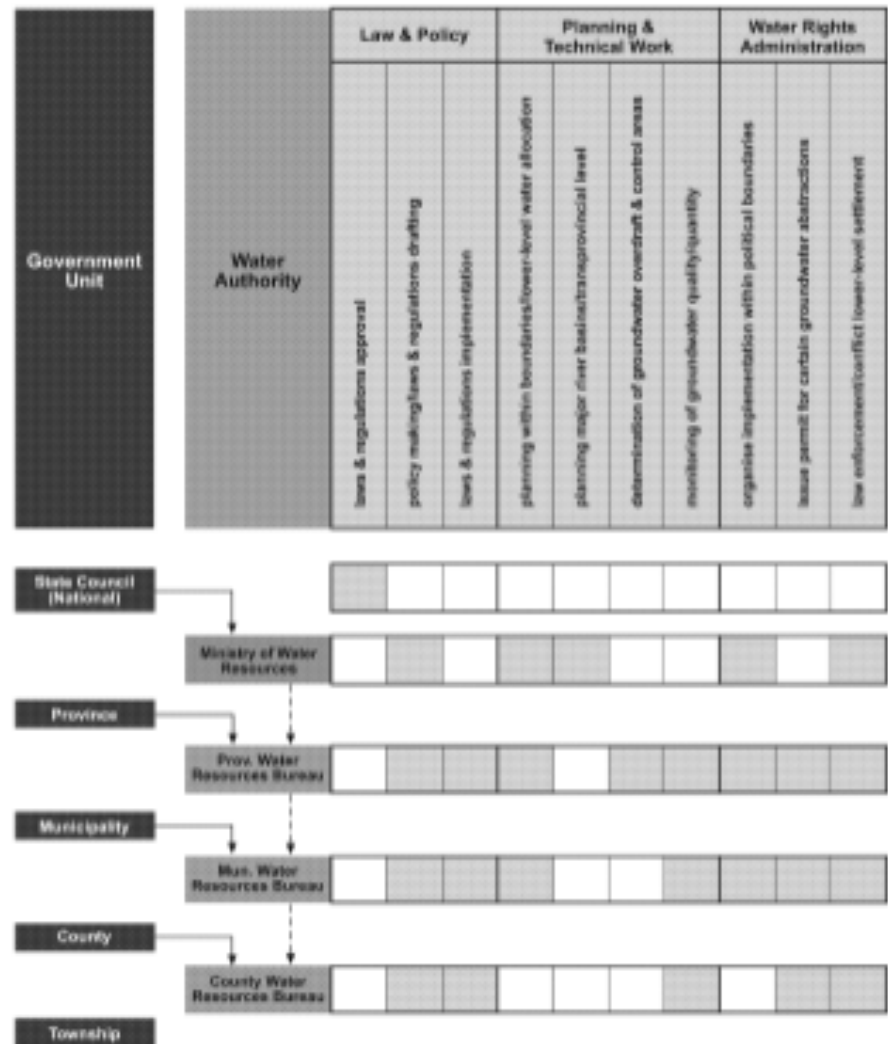 Government
Unit
Water
Authority
Law & Policy
Planning &
Technical Work
Water Rights
Administration
laws & regulations approval
policy making/laws & regulations drafting
laws & regulations implementation
planning within boundaries/lower-level water allocation
planning major river basins/transprovincial level
determination of groundwater overdraft & control areas
monitoring of groundwater quality/quantity
organise implementation within political boundaries
issue permit for certain groundwater abstractions
law enforcement/conflict lower-level settlement
State Council
(National)
Ministry of Water
Resources
Province
Prov. Water
Resources Bureau
Municipality
Mun. Water
Resources Bureau
County
County Water
Resources Bureau
Township